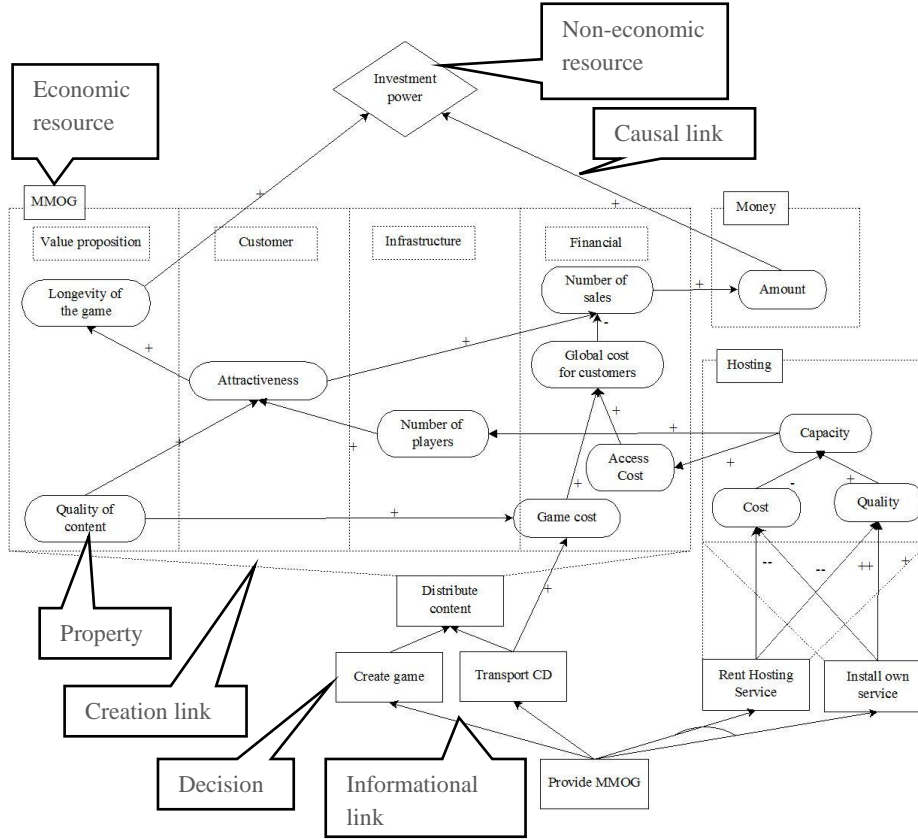 Non-economic
resource
Economic
resource
Investment
power
Causal link
+
+
MMOG
Money
Value proposition
Customer
Infrastructure
Financial
Longevity of
the game
Number of
sales
+
Amount
+
+
-
Attractiveness
Global cost
for customers
Hosting
+
Number of
players
+
Capacity
+
+
Access
Cost
+
+
-
+
Quality of
content
+
Game cost
Cost
Quality
-
--
--
++
+
Distribute
content
+
Property
Create game
Transport CD
Rent Hosting
Service
Install own
service
Creation link
Decision
Informational
link
Provide MMOG